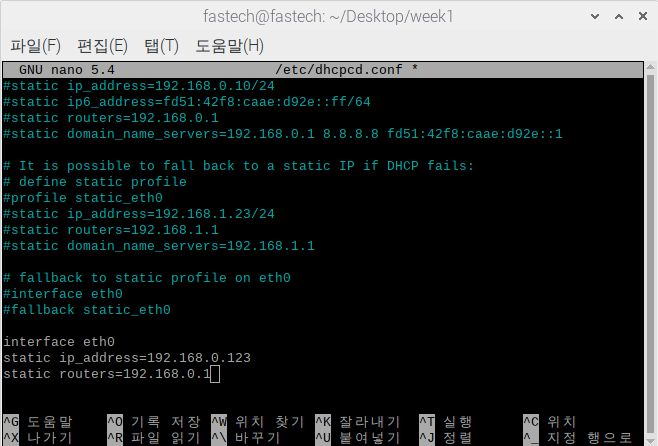 fastech@fastech: ~/Desktop/week1
파일(F) 편집(E) 탭(T) 도움말(H)
GNU nano 5.4 /etc/dhcpcd.conf *
#static ip_address=192.168.0.10/24
#static ip6_address=fd51:42f8:caae:d92e::ff/64
#static routers=192.168.0.1
#static domain_name_servers=192.168.0.1 8.8.8.8 fd51:42f8:caae:d92e::1
# It is possible to fall back to a static IP if DHCP fails:
# define static profile
#profile static_eth0
#static ip_address=192.168.1.23/24
#static routers=192.168.1.1
#static domain_name_servers=192.168.1.1
# fallback to static profile on eth0
#interface eth0
#fallback static_eth0
interface eth0
static ip_address=192.168.0.123
static routers=192.168.0.1
^G 도움말 ^O 기록 저장 ^W 위치 찾기 ^K 잘라내기 ^T 실행 ^C 위치
^X 나가기 ^R 파일 읽기 ^\ 바꾸기 ^U 붙여넣기 ^J 정렬 ^_ 지정 행으로